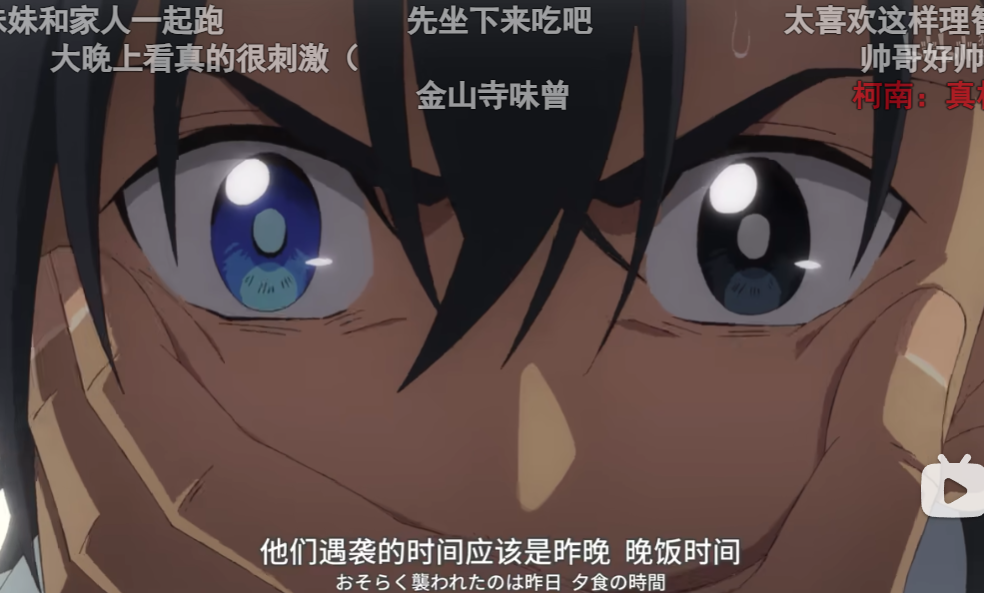 妹和家人一起跑
先坐下来吃吧
太喜欢这样理智
大晚上看真的很刺激（
帅哥好帅
金山寺味曾
柯南：真相
他们遇袭的时间应该是昨晚 晚饭时间
おそらく襲われたのは昨日 夕食の時間